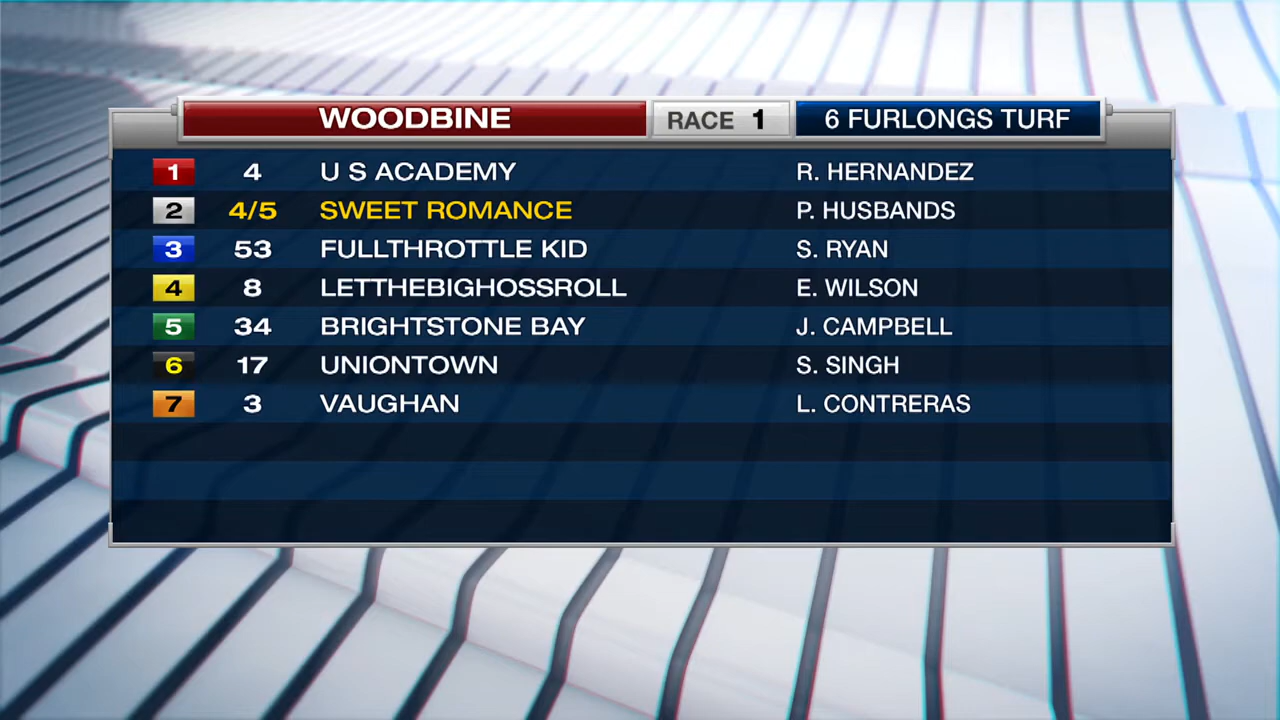 WOODBINE RACE 1 6 FURLONGS TURF
1 4 U S ACADEMY R. HERNANDEZ
2 4/5 SWEET ROMANCE P. HUSBANDS
3 53 FULLTHROTTLE KID S. RYAN
4 8 LETTHEBIGHOSSROLL E. WILSON
5 34 BRIGHTSTONE BAY J. CAMPBELL
6 17 UNIONTOWN S. SINGH
7 3 VAUGHAN L. CONTRERAS